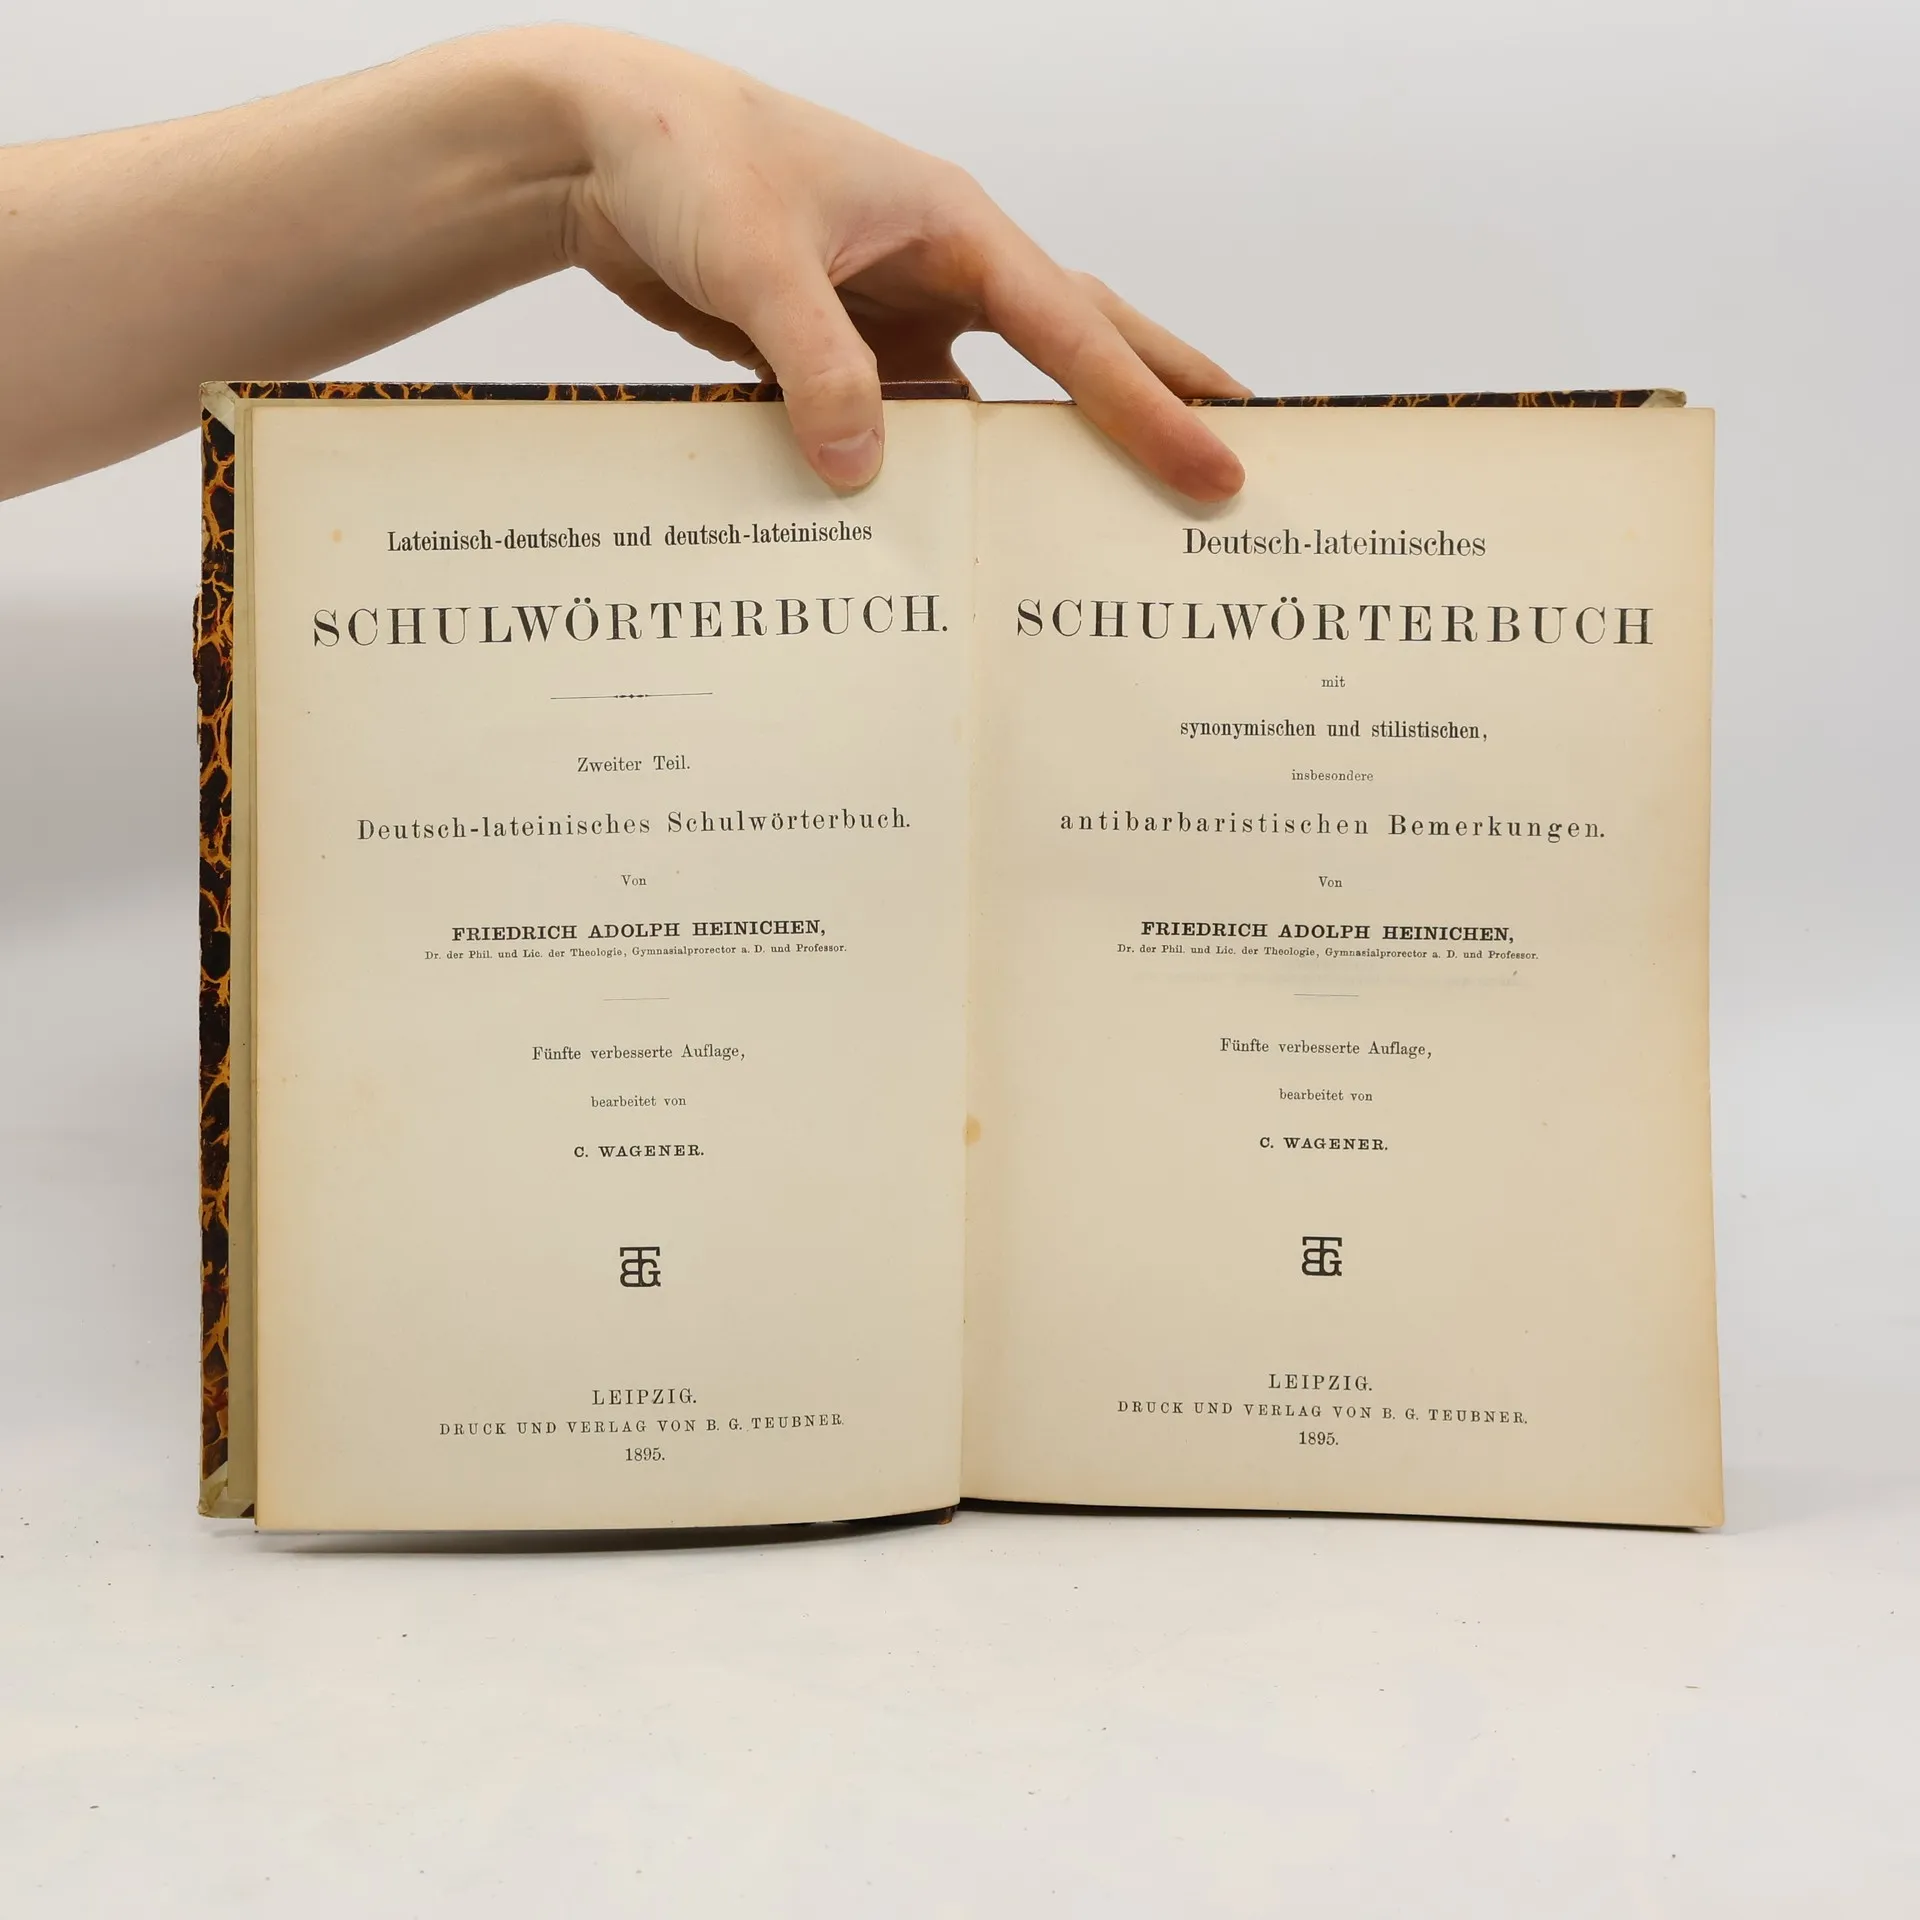 Lateinisch-deutsches und deutsch-lateinisches
SCHULWÖRTERBUCH.
Zweiter Teil.
Deutsch-lateinisches Schulwörterbuch.
Von
FRIEDRICH ADOLPH HEINICHEN,
Dr. der Phil. und Lic. der Theologie, Gymnasialprorector a. D. und Professor.
Fünfte verbesserte Auflage,
bearbeitet von
C. WAGENER.
BTG
LEIPZIG.
DRUCK UND VERLAG VON B. G. TEUBNER.
1895.
Deutsch-lateinisches
SCHULWÖRTERBUCH
mit
synonymischen und stilistischen,
insbesondere
antibarbaristischen Bemerkungen.
Von
FRIEDRICH ADOLPH HEINICHEN,
Dr. der Phil. und Lic. der Theologie, Gymnasialprorector a. D. und Professor.
Fünfte verbesserte Auflage,
bearbeitet von
C. WAGENER.
BTG
LEIPZIG.
DRUCK UND VERLAG VON B. G. TEUBNER.
1895.